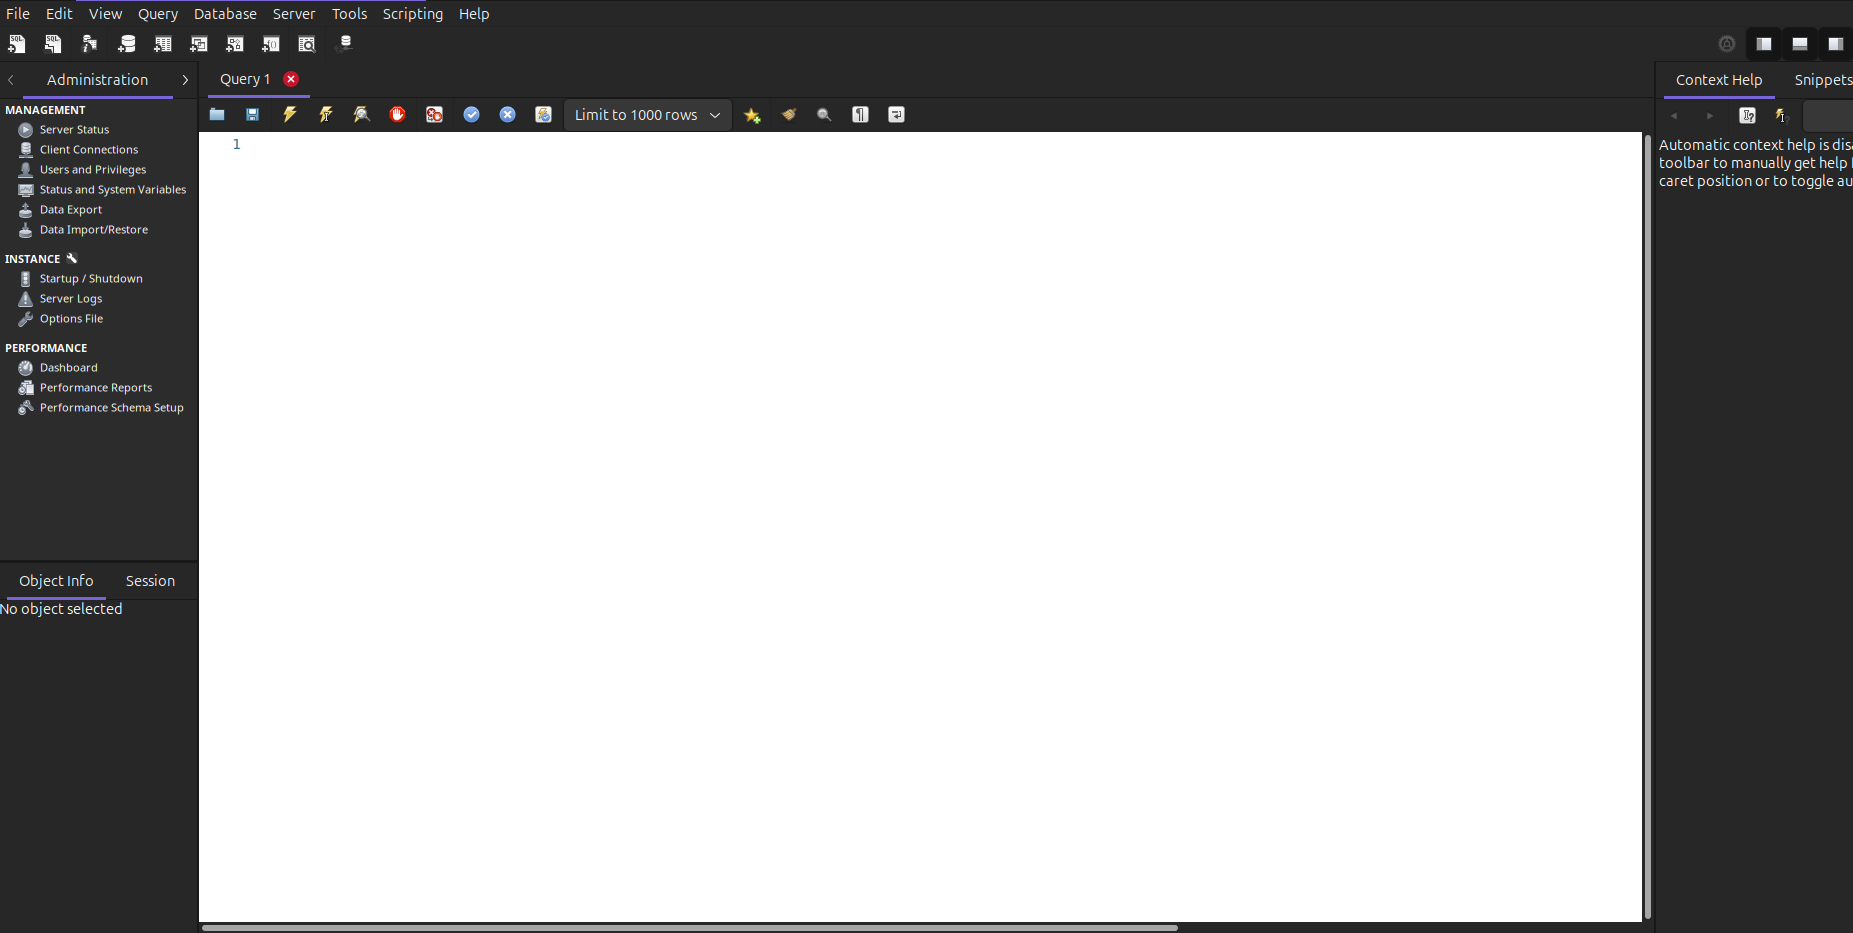 File Edit View Query Database Server Tools Scripting Help
Administration
MANAGEMENT
Server Status
Client Connections
Users and Privileges
Status and System Variables
Data Export
Data Import/Restore
INSTANCE
Startup / Shutdown
Server Logs
Options File
PERFORMANCE
Dashboard
Performance Reports
Performance Schema Setup
Object Info Session
No object selected
Query 1
Limit to 1000 rows
1
Context Help Snippets
Automatic context help is disa
toolbar to manually get help
caret position or to toggle au